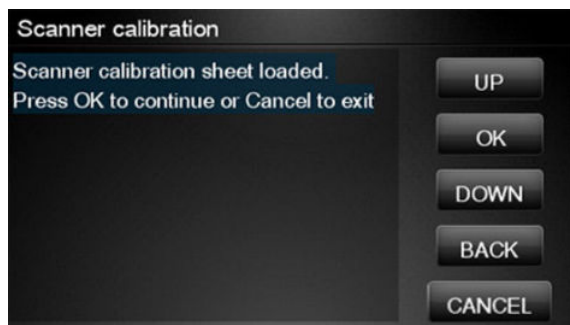 Scanner calibration
Scanner calibration sheet loaded.
Press OK to continue or Cancel to exit
UP
OK
DOWN
BACK
CANCEL